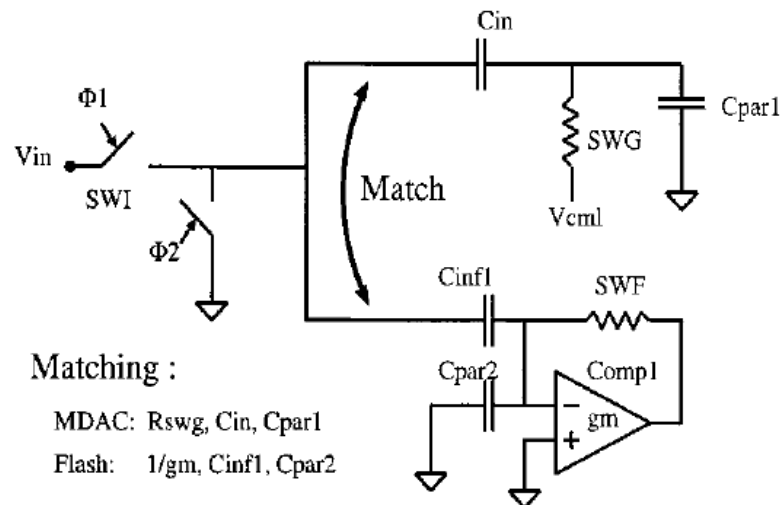 Cin
Φ1
Cpar1
Vin
SWG
SWI
Match
Vcm1
Φ2
Cinf1
SWF
Matching :
Cpar2
Comp1
gm
MDAC: Rswg, Cin, Cpar1
Flash: 1/gm, Cinf1, Cpar2